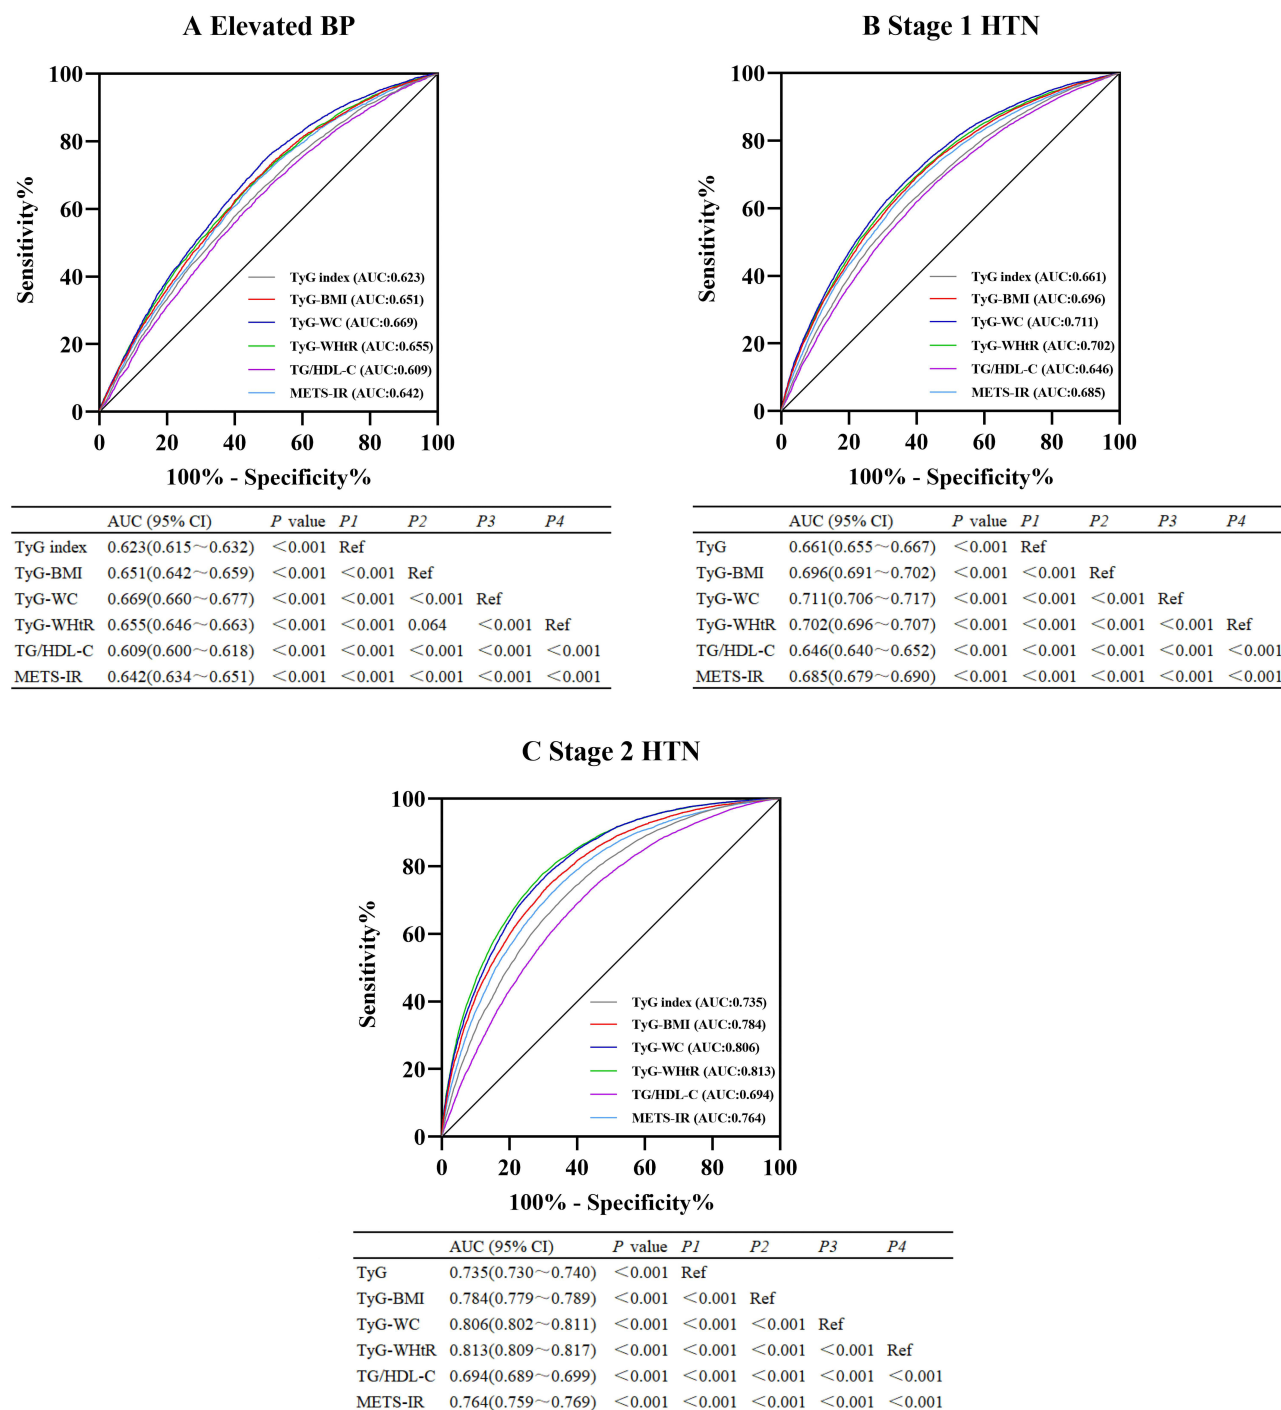 A Elevated BP
100
80
60
40
20
0
Sensitivity%
TyG index (AUC:0.623)
TyG-BMI (AUC:0.651)
TyG-WC (AUC:0.669)
TyG-WHtR (AUC:0.655)
TG/HDL-C (AUC:0.609)
METS-IR (AUC:0.642)
0 20 40 60 80 100
100% - Specificity%
AUC (95% CI) P value P1 P2 P3 P4
TyG index 0.623(0.615~0.632) <0.001 Ref
TyG-BMI 0.651(0.642~0.659) <0.001 <0.001 Ref
TyG-WC 0.669(0.660~0.677) <0.001 <0.001 <0.001 Ref
TyG-WHtR 0.655(0.646~0.663) <0.001 <0.001 0.064 <0.001 Ref
TG/HDL-C 0.609(0.600~0.618) <0.001 <0.001 <0.001 <0.001 <0.001
METS-IR 0.642(0.634~0.651) <0.001 <0.001 <0.001 <0.001 <0.001
B Stage 1 HTN
100
80
60
40
20
0
Sensitivity%
TyG index (AUC:0.661)
TyG-BMI (AUC:0.696)
TyG-WC (AUC:0.711)
TyG-WHtR (AUC:0.702)
TG/HDL-C (AUC:0.646)
METS-IR (AUC:0.685)
0 20 40 60 80 100
100% - Specificity%
AUC (95% CI) P value P1 P2 P3 P4
TyG 0.661(0.655~0.667) <0.001 Ref
TyG-BMI 0.696(0.691~0.702) <0.001 <0.001 Ref
TyG-WC 0.711(0.706~0.717) <0.001 <0.001 <0.001 Ref
TyG-WHtR 0.702(0.696~0.707) <0.001 <0.001 <0.001 <0.001 Ref
TG/HDL-C 0.646(0.640~0.652) <0.001 <0.001 <0.001 <0.001 <0.001
METS-IR 0.685(0.679~0.690) <0.001 <0.001 <0.001 <0.001 <0.001
C Stage 2 HTN
100
80
60
40
20
0
Sensitivity%
TyG index (AUC:0.735)
TyG-BMI (AUC:0.784)
TyG-WC (AUC:0.806)
TyG-WHtR (AUC:0.813)
TG/HDL-C (AUC:0.694)
METS-IR (AUC:0.764)
0 20 40 60 80 100
100% - Specificity%
AUC (95% CI) P value P1 P2 P3 P4
TyG 0.735(0.730~0.740) <0.001 Ref
TyG-BMI 0.784(0.779~0.789) <0.001 <0.001 Ref
TyG-WC 0.806(0.802~0.811) <0.001 <0.001 <0.001 Ref
TyG-WHtR 0.813(0.809~0.817) <0.001 <0.001 <0.001 <0.001 Ref
TG/HDL-C 0.694(0.689~0.699) <0.001 <0.001 <0.001 <0.001 <0.001
METS-IR 0.764(0.759~0.769) <0.001 <0.001 <0.001 <0.001 <0.001